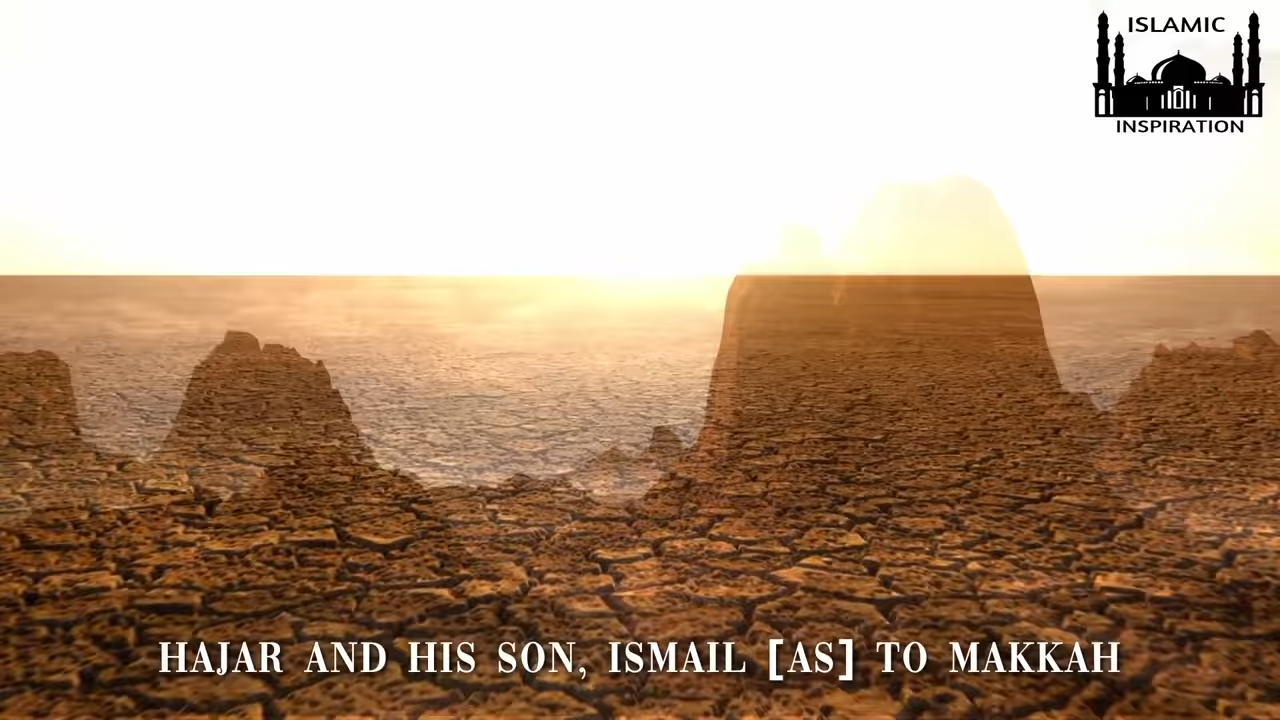 ISLAMIC
INSPIRATION
HAJAR AND HIS SON, ISMAIL [AS] TO MAKKAH